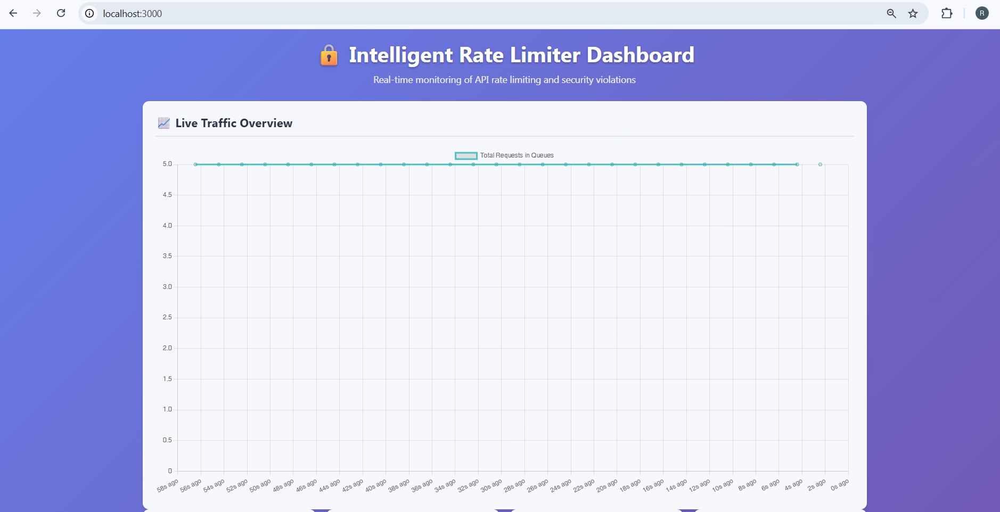 localhost:3000
R
Intelligent Rate Limiter Dashboard
Real-time monitoring of API rate limiting and security violations
Live Traffic Overview
Total Requests in Queues
5.0
4.5
4.0
3.5
3.0
2.5
2.0
1.5
1.0
0.5
0
58s ago 56s ago 54s ago 52s ago 50s ago 48s ago 46s ago 44s ago 42s ago 40s ago 38s ago 36s ago 34s ago 32s ago 30s ago 28s ago 26s ago 24s ago 22s ago 20s ago 18s ago 16s ago 14s ago 12s ago 10s ago 8s ago 6s ago 4s ago 2s ago 0s ago